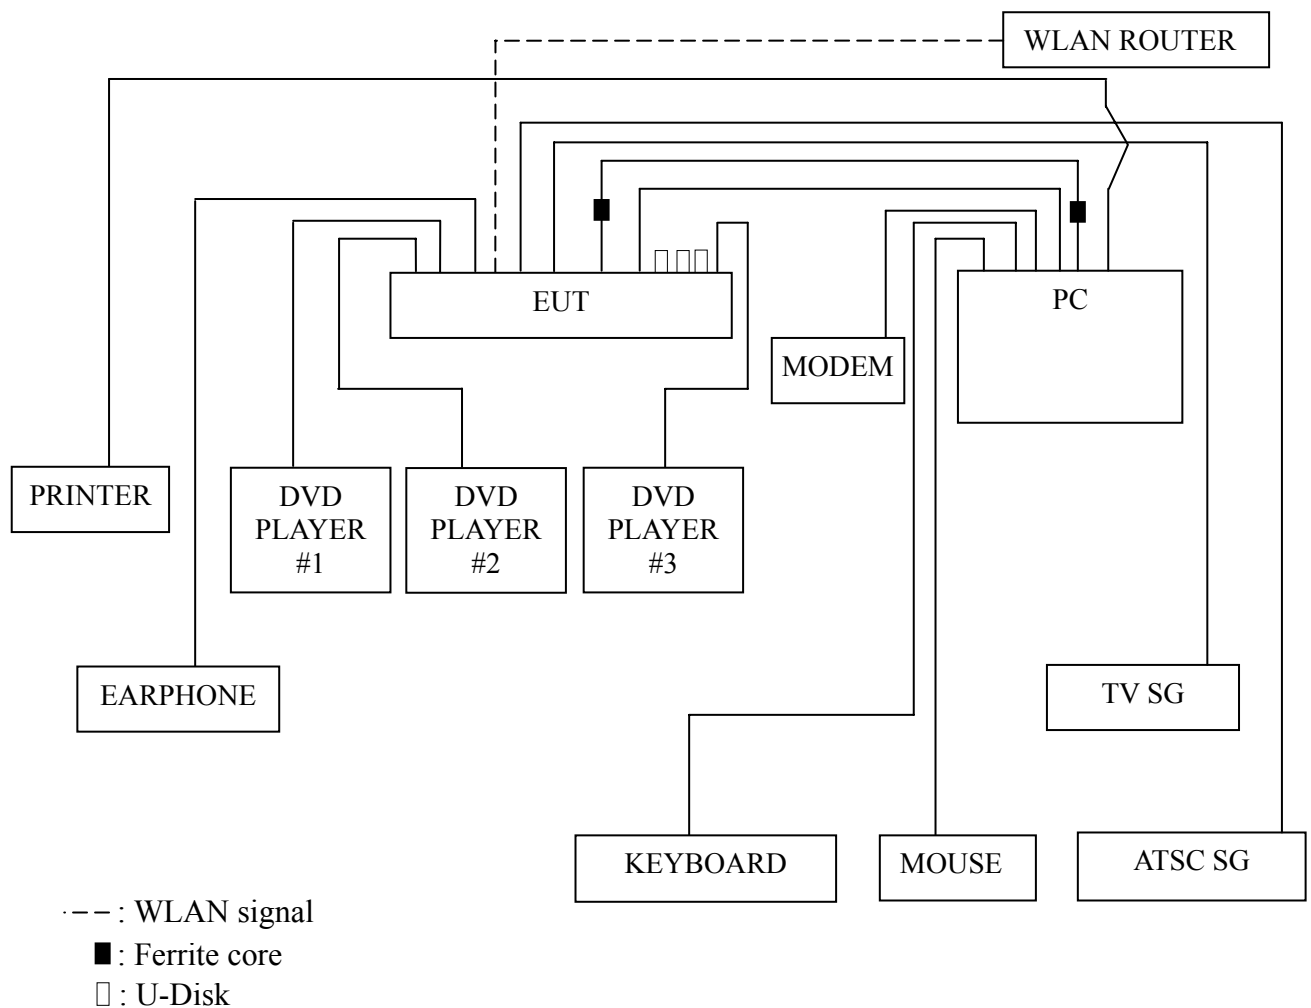 WLAN ROUTER
EUT
PC
MODEM
PRINTER
DVD
PLAYER
#1
DVD
PLAYER
#2
DVD
PLAYER
#3
EARPHONE
TV SG
KEYBOARD
MOUSE
ATSC SG
: WLAN signal
: Ferrite core
: U-Disk